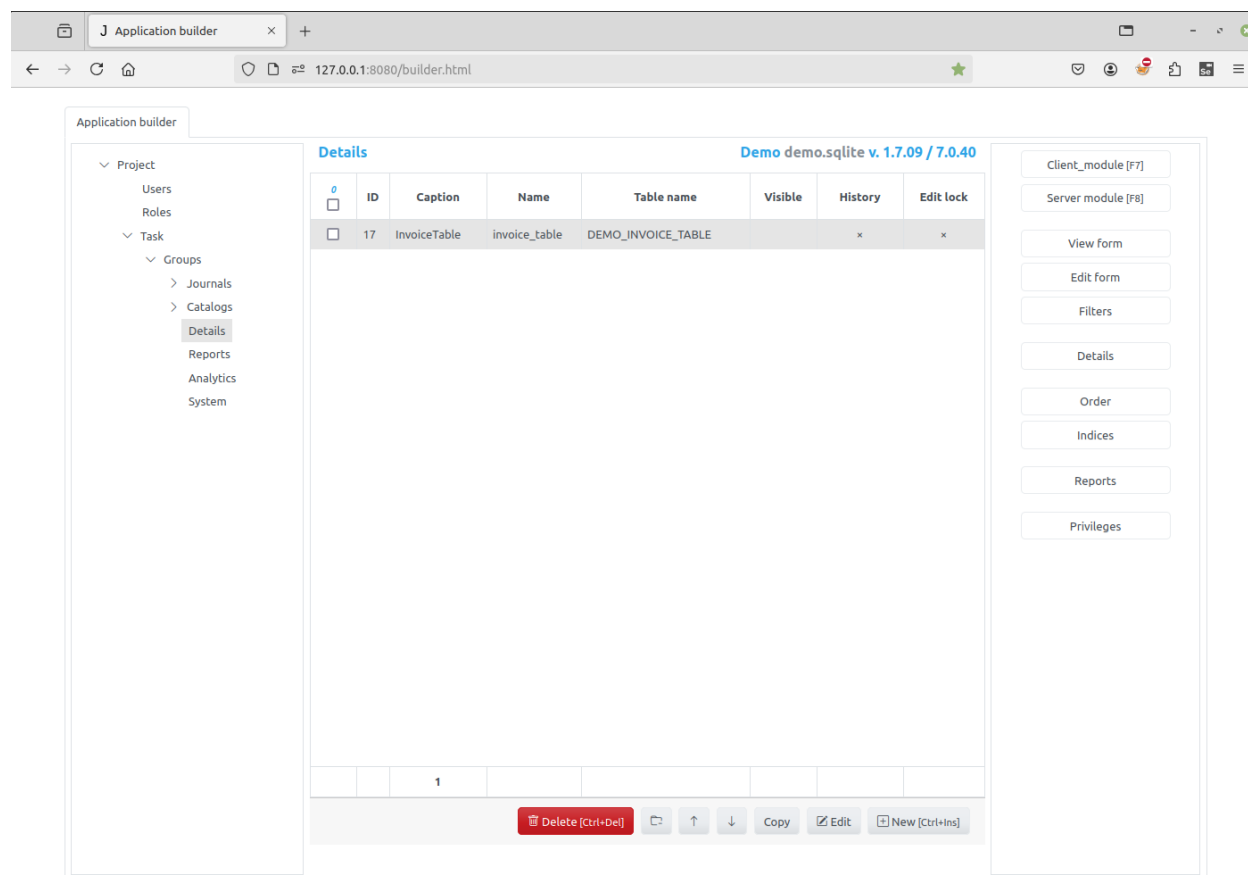 J Application builder
127.0.0.1:8080/builder.html
Se
Application builder
Project
Users
Roles
Task
Groups
Journals
Catalogs
Details
Reports
Analytics
System
Details Demo demo.sqlite v. 1.7.09 / 7.0.40
0 ID Caption Name Table name Visible History Edit lock
17 InvoiceTable invoice_table DEMO_INVOICE_TABLE × ×
1
Delete [Ctrl+Del] ↑ ↓ Copy Edit New [Ctrl+Ins]
Client_module [F7]
Server module [F8]
View form
Edit form
Filters
Details
Order
Indices
Reports
Privileges